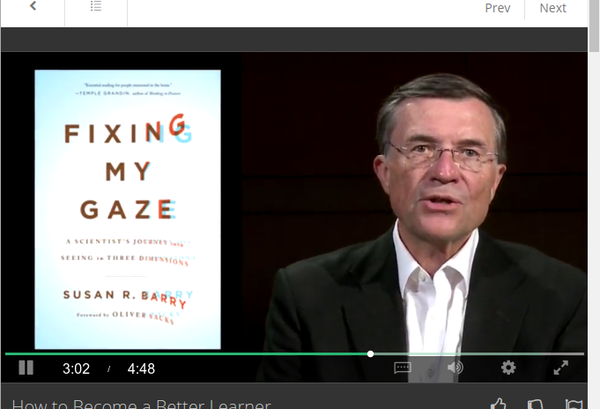 Prev
Next
"Essential reading for people interested in the brain."
—TEMPLE GRANDIN, author of Thinking in Pictures
FIXING
MY
GAZE
A SCIENTIST'S JOURNEY into
SEEING in THREE DIMENSIONS
SUSAN R. BARRY
Foreword by OLIVER SACKS
3:02 / 4:48
How to Become a Better Learner